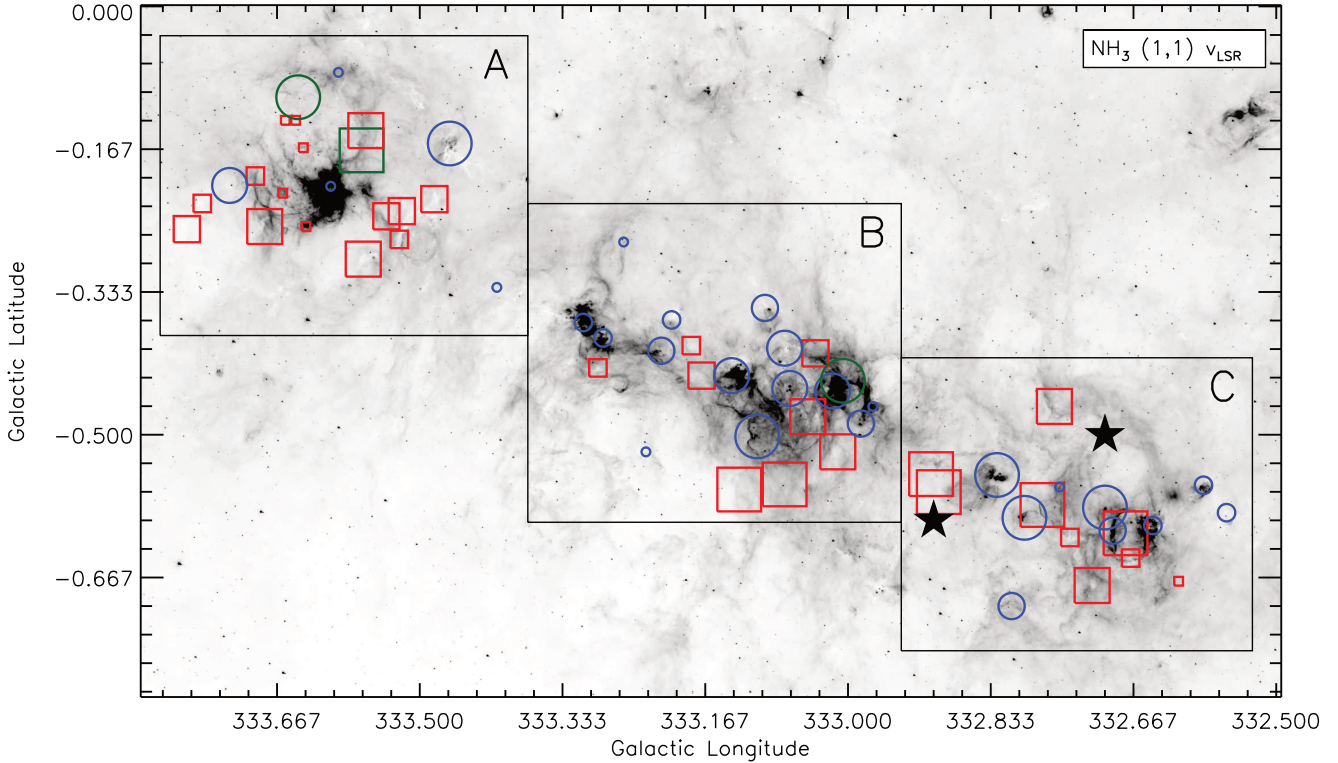 0.000
NH₃ (1,1) v_LSR
A
-0.167
B
-0.333
C
-0.500
-0.667
Galactic Latitude
333.667 333.500 333.333 333.167 333.000 332.833 332.667 332.500
Galactic Longitude